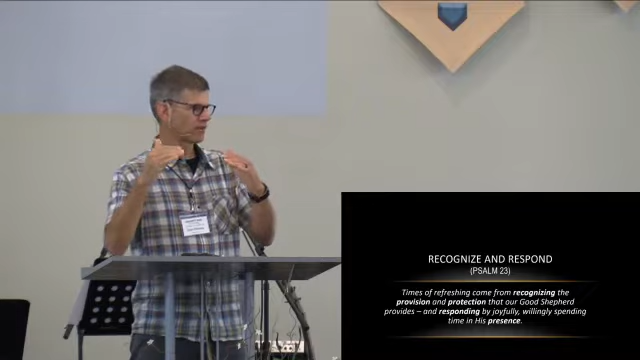 RECOGNIZE AND RESPOND
(PSALM 23)
Times of refreshing come from recognizing the
provision and protection that our Good Shepherd
provides – and responding by joyfully, willingly spending
time in His presence.